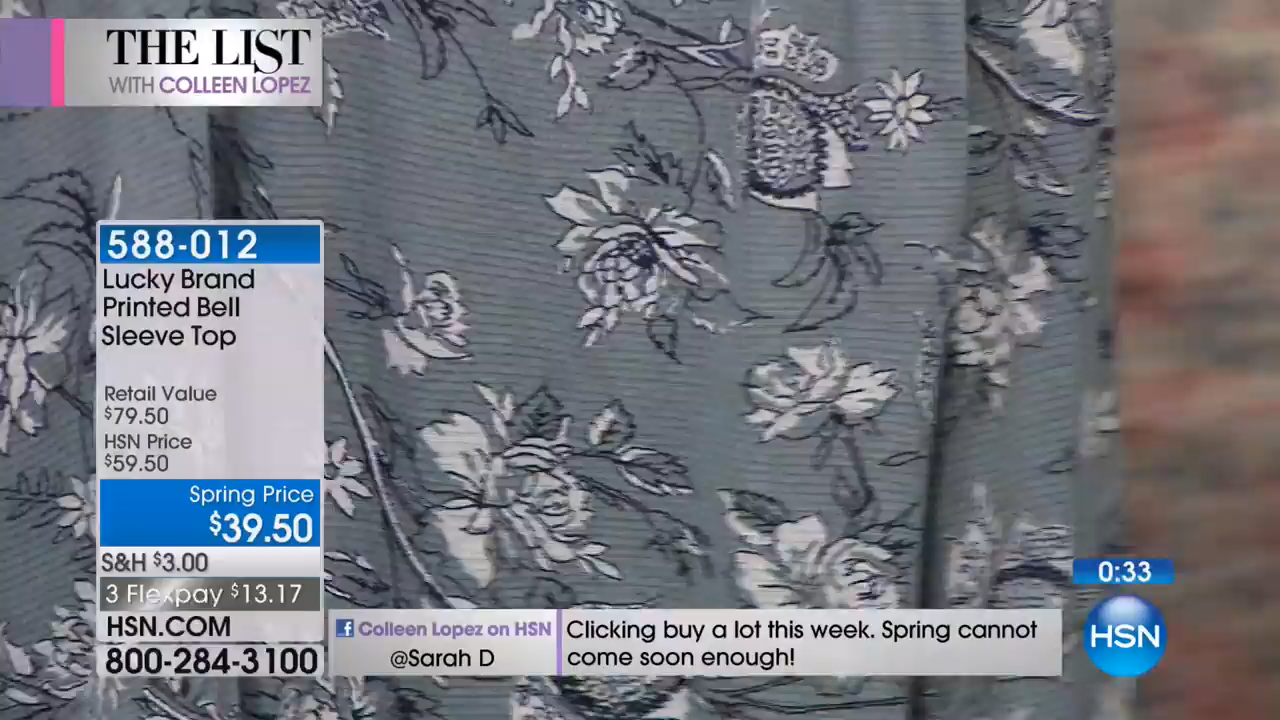 THE LIST
WITH COLLEEN LOPEZ
588-012
Lucky Brand
Printed Bell
Sleeve Top
Retail Value
$79.50
HSN Price
$59.50
Spring Price
$39.50
S&H $3.00
3 Flexpay $13.17
HSN.COM
800-284-3100
Colleen Lopez on HSN
@Sarah D
Clicking buy a lot this week. Spring cannot
come soon enough!
0:33
HSN